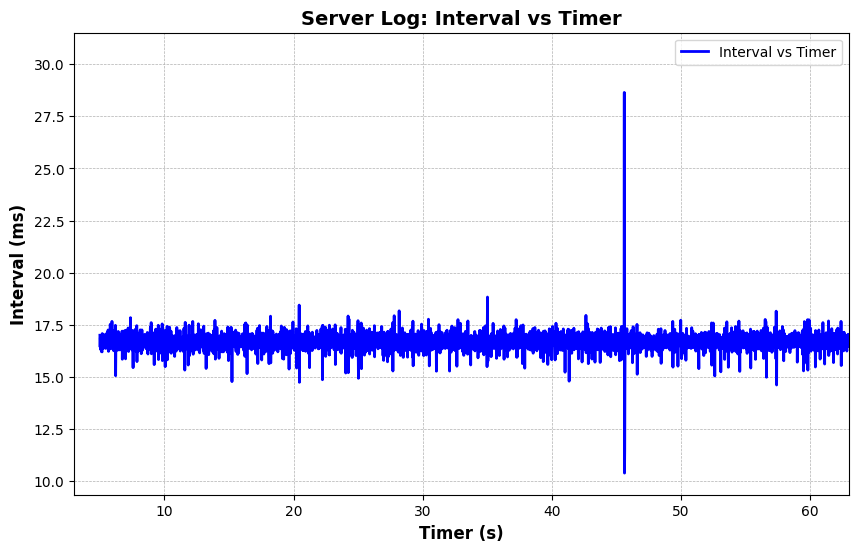 Server Log: Interval vs Timer
Interval vs Timer
Interval (ms)
30.0
27.5
25.0
22.5
20.0
17.5
15.0
12.5
10.0
10 20 30 40 50 60
Timer (s)